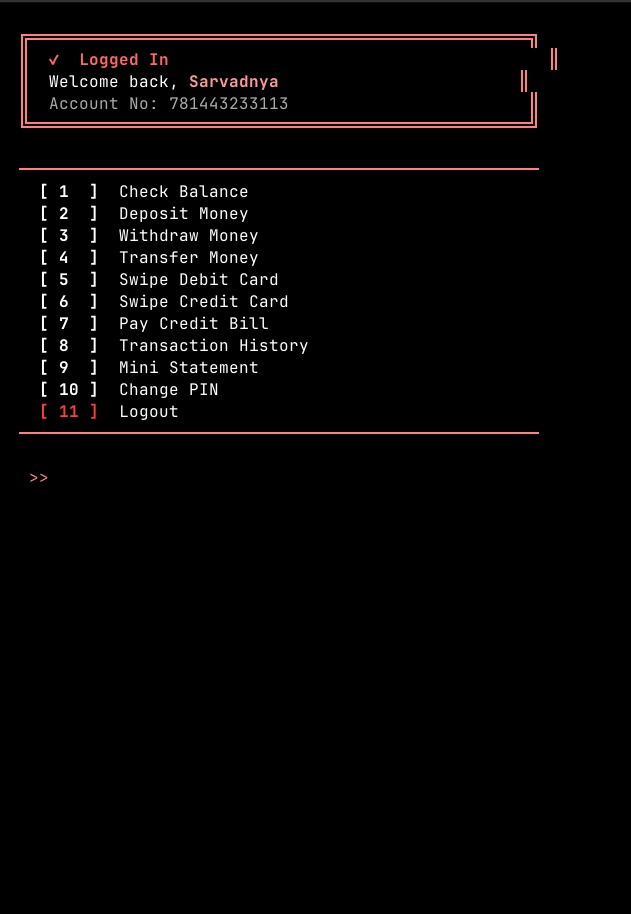 ✓ Logged In
Welcome back, Sarvadnya
Account No: 781443233113
[ 1 ] Check Balance
[ 2 ] Deposit Money
[ 3 ] Withdraw Money
[ 4 ] Transfer Money
[ 5 ] Swipe Debit Card
[ 6 ] Swipe Credit Card
[ 7 ] Pay Credit Bill
[ 8 ] Transaction History
[ 9 ] Mini Statement
[ 10 ] Change PIN
[ 11 ] Logout
>>